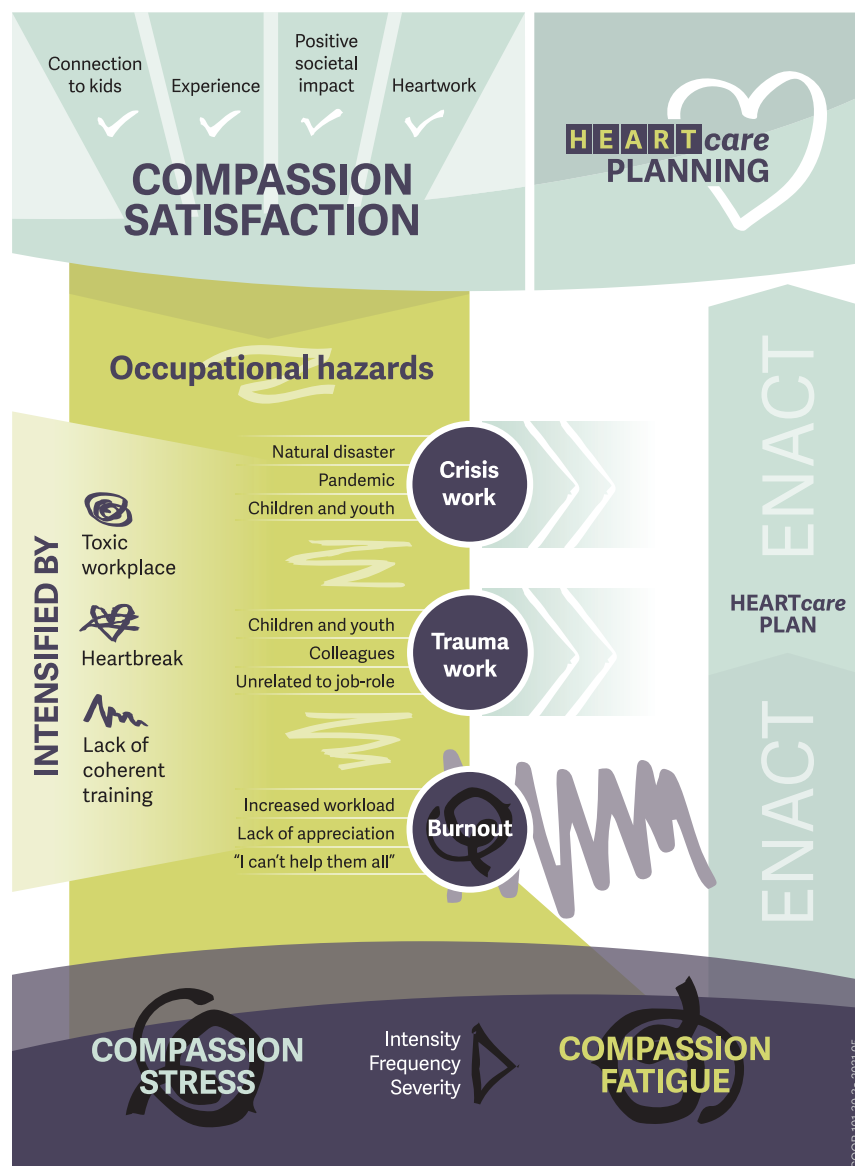 Connection
to kids
Experience
Positive
societal
impact
Heartwork
COMPASSION
SATISFACTION
HEARTcare
PLANNING
Occupational hazards
Natural disaster
Pandemic
Children and youth
Crisis
work
INTENSIFIED BY
Toxic
workplace
Heartbreak
Lack of
coherent
training
Children and youth
Colleagues
Unrelated to job-role
Trauma
work
Increased workload
Lack of appreciation
"I can't help them all"
Burnout
ENACT
HEARTcare
PLAN
ENACT
COMPASSION
STRESS
Intensity
Frequency
Severity
COMPASSION
FATIGUE